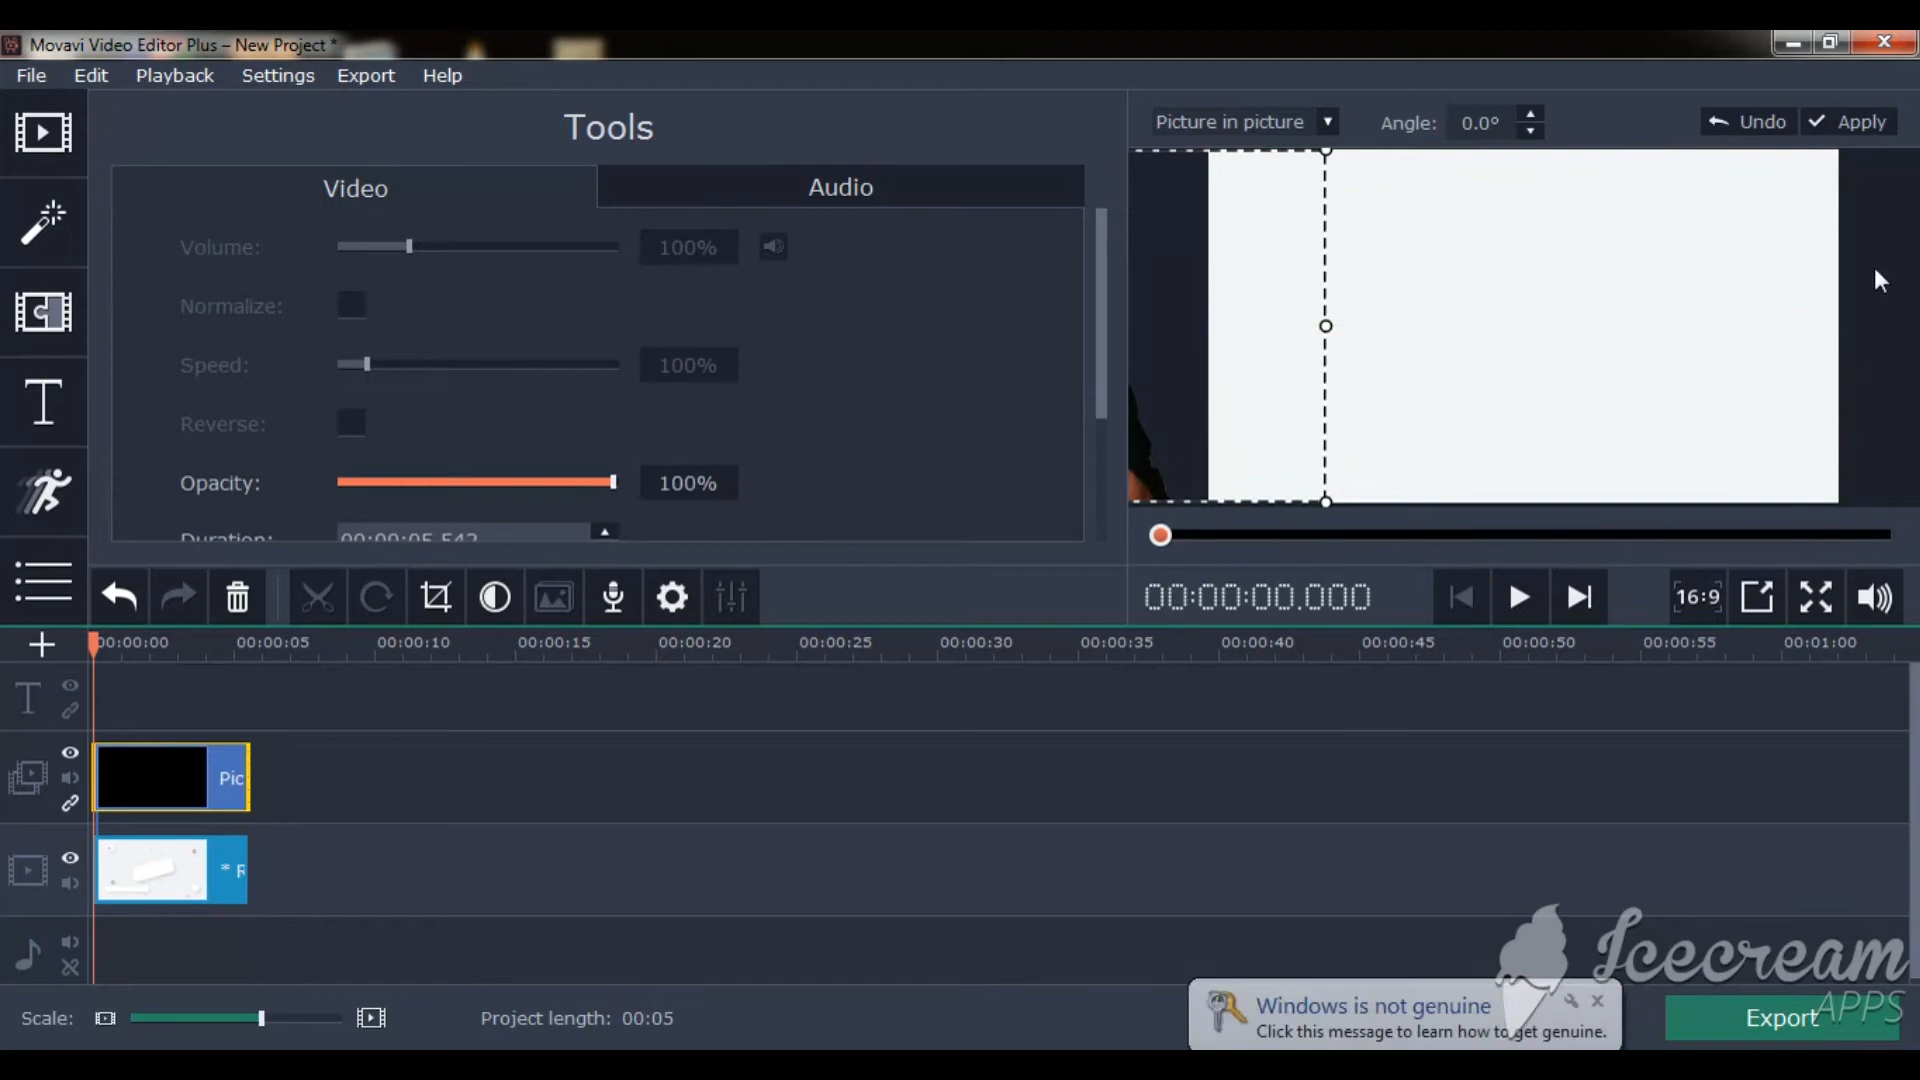 Movavi Video Editor Plus – New Project *
File Edit Playback Settings Export Help
Tools
Picture in picture Angle: 0.0° Undo Apply
Video Audio
Volume: 100%
Normalize:
Speed: 100%
Reverse:
Opacity: 100%
Duration: 00:00:05.542
00:00:00.000 16:9
00:00:00 00:00:05 00:00:10 00:00:15 00:00:20 00:00:25 00:00:30 00:00:35 00:00:40 00:00:45 00:00:50 00:00:55 00:01:00
Pic
* R
Icecream
APPS
Scale: Project length: 00:05
Windows is not genuine
Click this message to learn how to get genuine.
Export